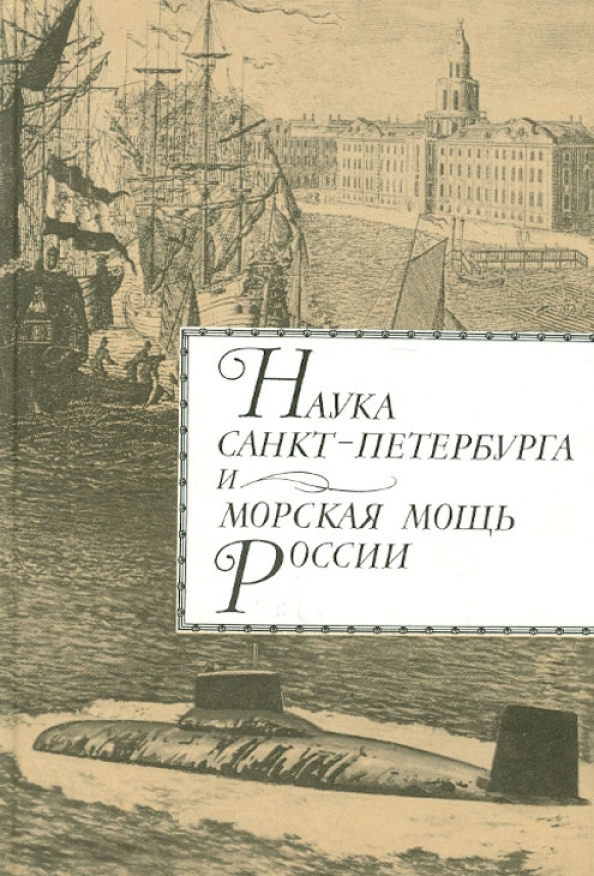 Наука
санкт-петербурга
и
морская мощь
России